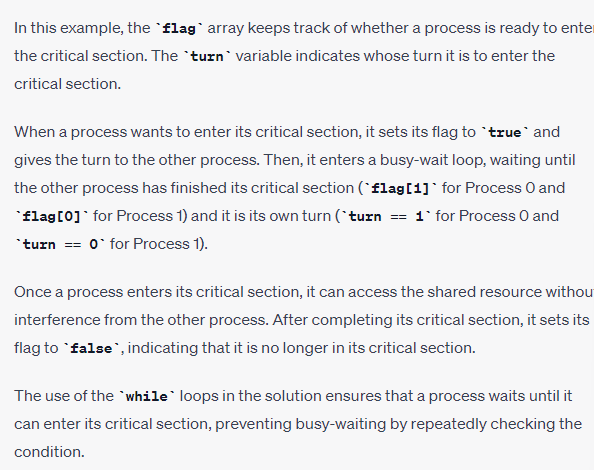 In this example, the `flag` array keeps track of whether a process is ready to ente
the critical section. The `turn` variable indicates whose turn it is to enter the
critical section.
When a process wants to enter its critical section, it sets its flag to `true` and
gives the turn to the other process. Then, it enters a busy-wait loop, waiting until
the other process has finished its critical section (`flag[1]` for Process 0 and
`flag[0]` for Process 1) and it is its own turn (`turn == 1` for Process 0 and
`turn == 0` for Process 1).
Once a process enters its critical section, it can access the shared resource withou
interference from the other process. After completing its critical section, it sets its
flag to `false`, indicating that it is no longer in its critical section.
The use of the `while` loops in the solution ensures that a process waits until it
can enter its critical section, preventing busy-waiting by repeatedly checking the
condition.